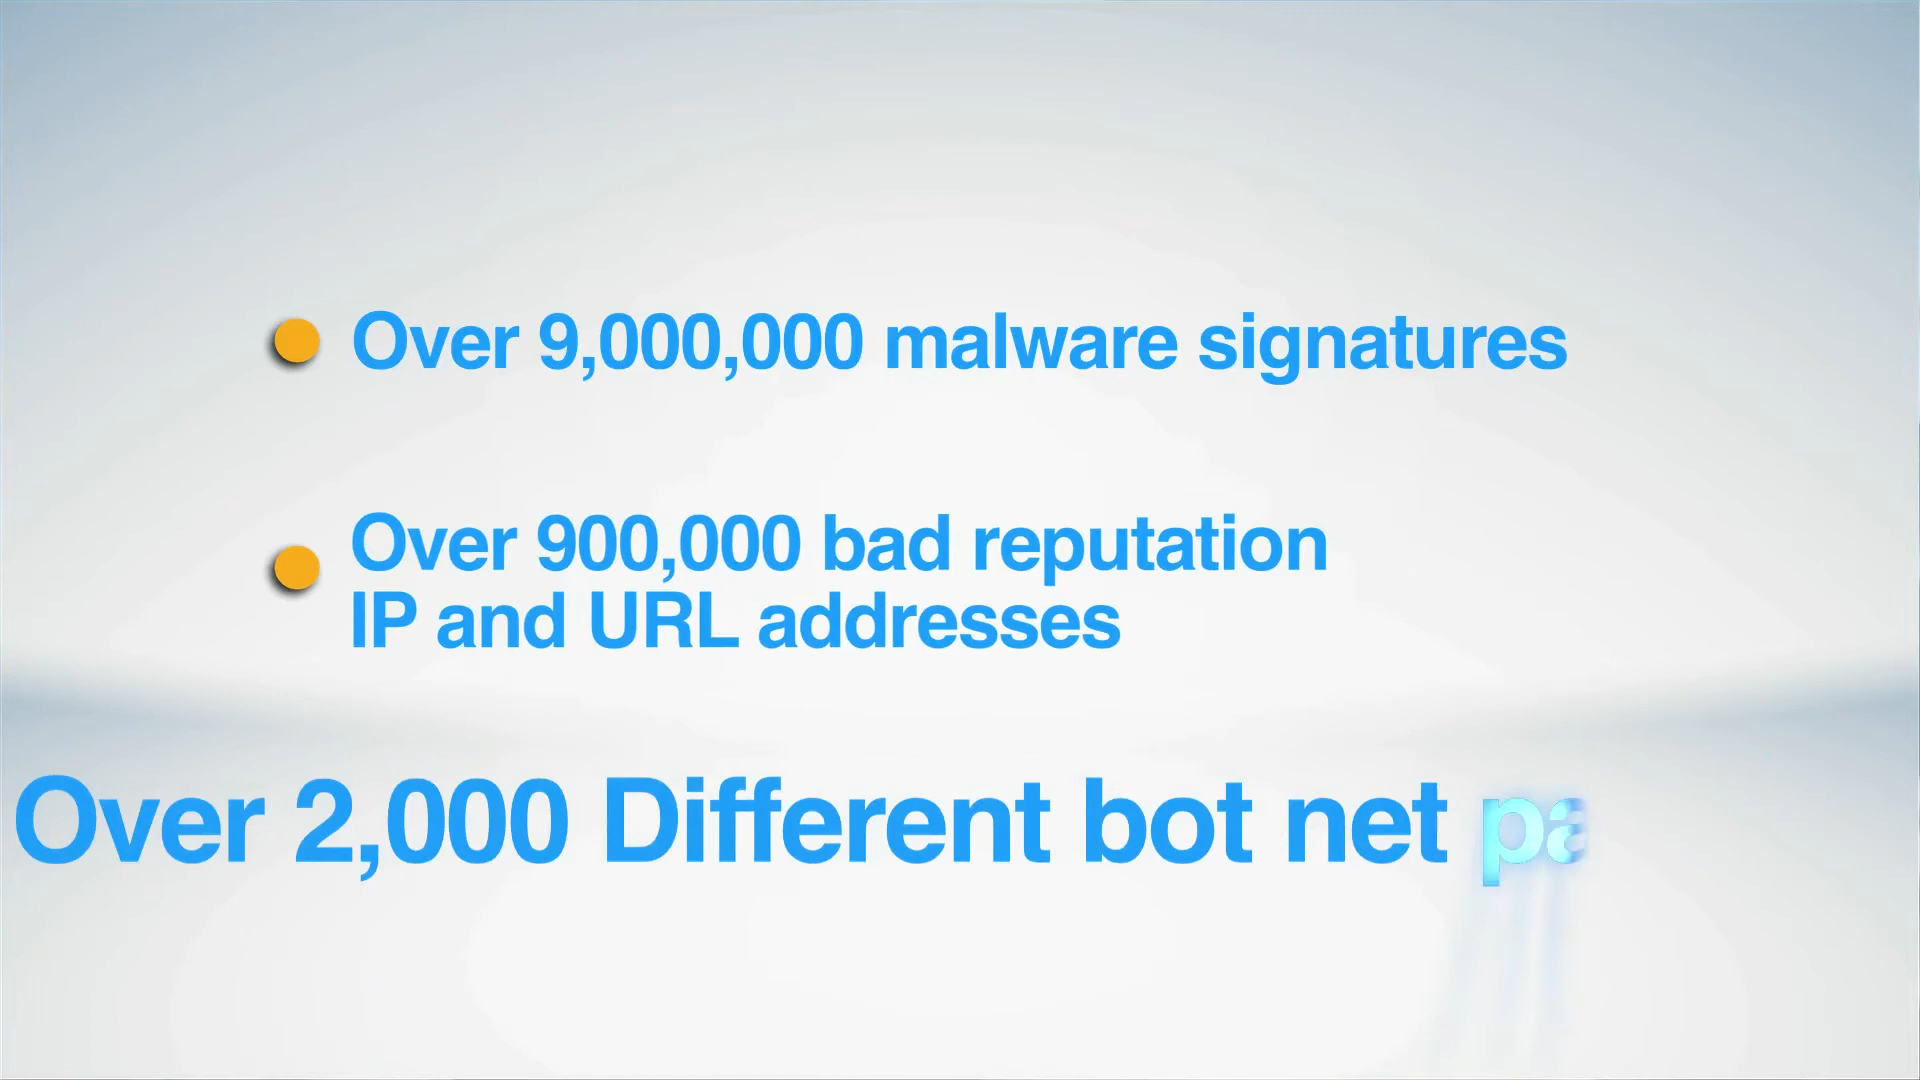 Over 9,000,000 malware signatures
Over 900,000 bad reputation
IP and URL addresses
Over 2,000 Different bot net